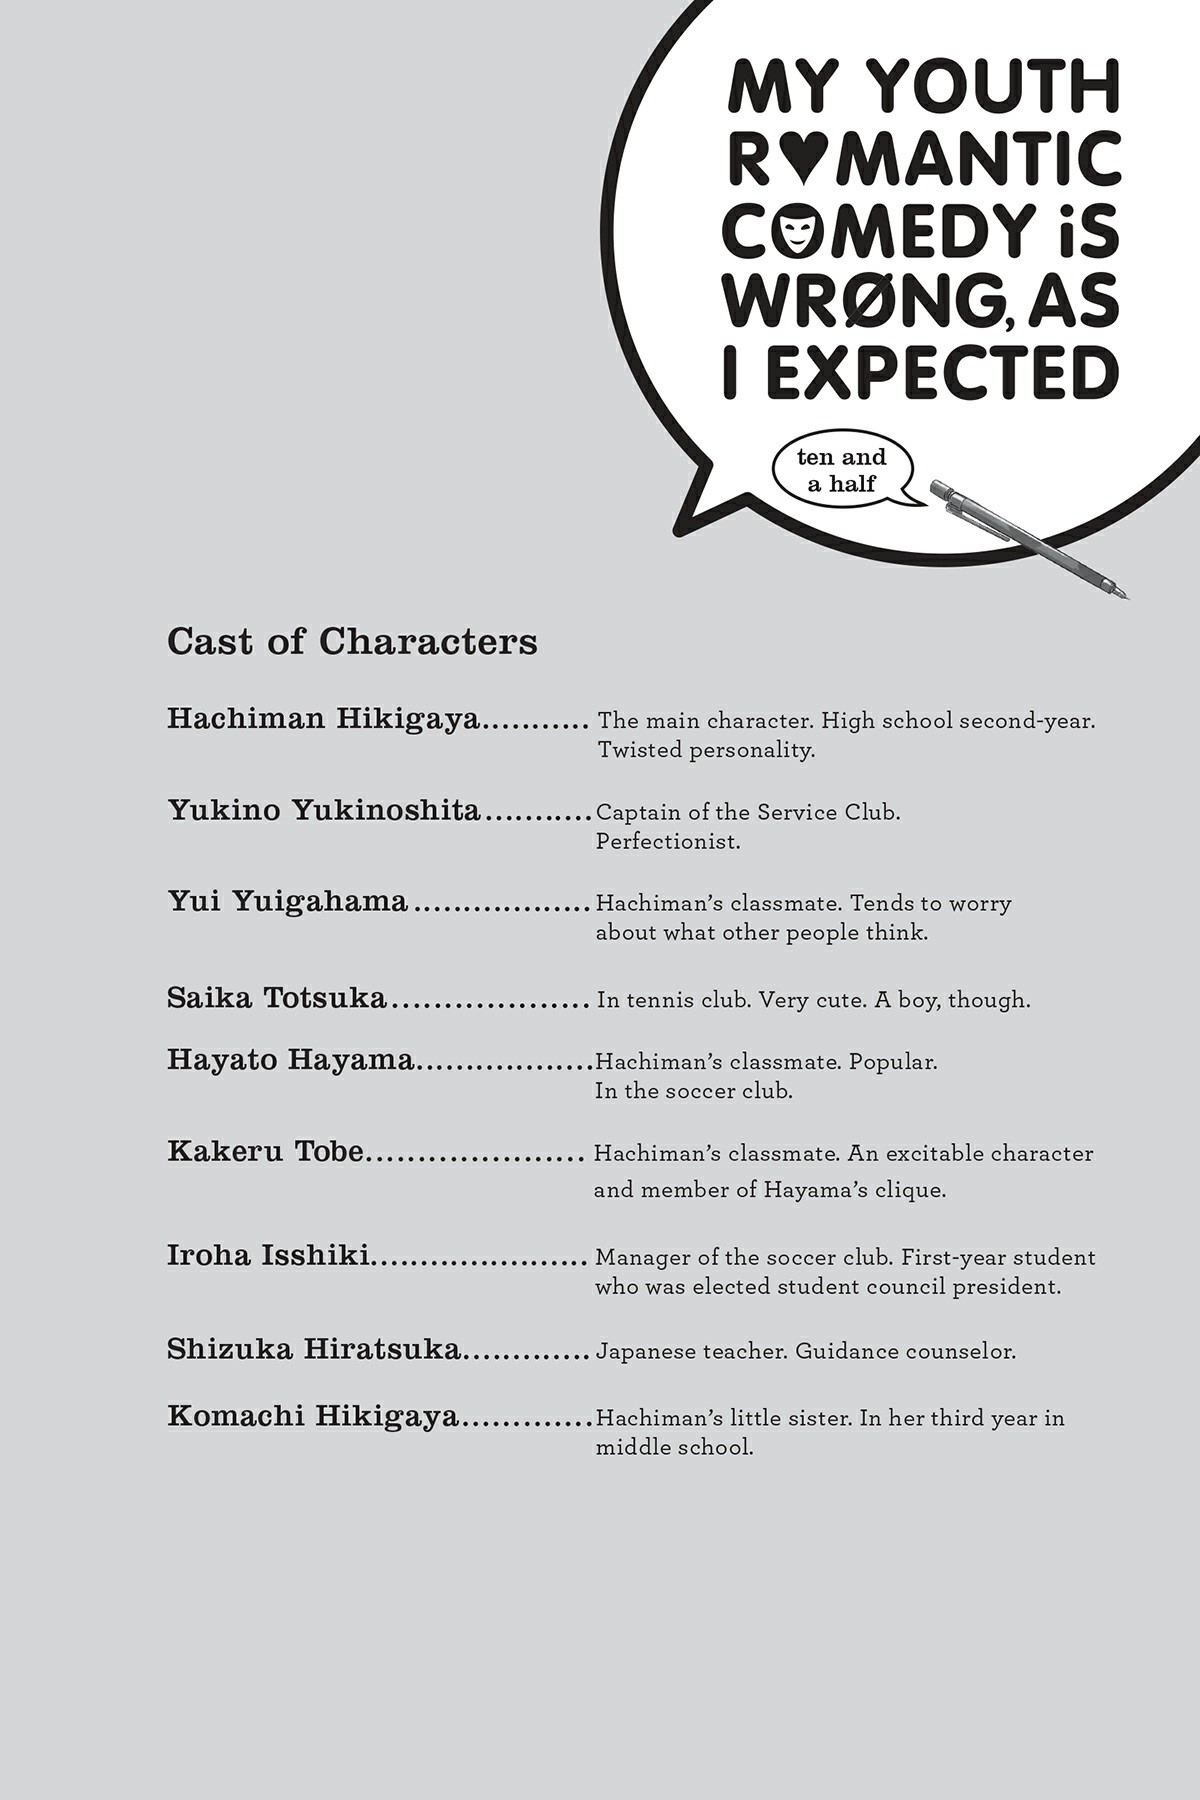 MY YOUTH
R♥MANTIC
COMEDY iS
WRØNG, AS
I EXPECTED
ten and
a half
Cast of Characters
Hachiman Hikigaya........... The main character. High school second-year.
Twisted personality.
Yukino Yukinoshita...........Captain of the Service Club.
Perfectionist.
Yui Yuigahama..................Hachiman’s classmate. Tends to worry
about what other people think.
Saika Totsuka.................... In tennis club. Very cute. A boy, though.
Hayato Hayama..................Hachiman’s classmate. Popular.
In the soccer club.
Kakeru Tobe...................... Hachiman’s classmate. An excitable character
and member of Hayama’s clique.
Iroha Isshiki...................... Manager of the soccer club. First-year student
who was elected student council president.
Shizuka Hiratsuka.............Japanese teacher. Guidance counselor.
Komachi Hikigaya.............Hachiman’s little sister. In her third year in
middle school.